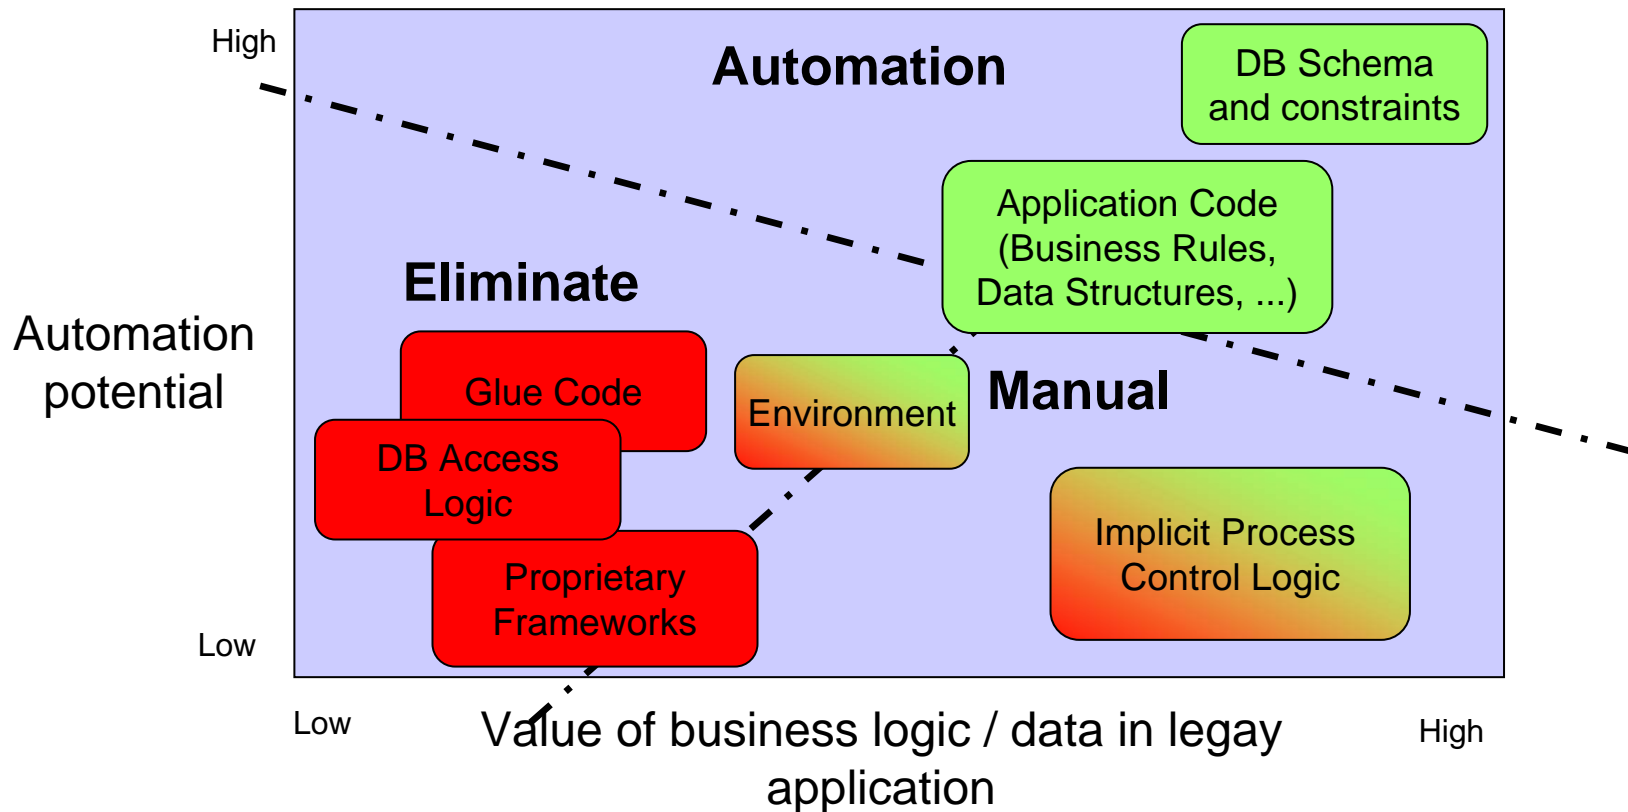 High
Automation
DB Schema
and constraints
Application Code
(Business Rules,
Data Structures, ...)
Eliminate
Automation
potential
Glue Code
Environment
Manual
DB Access
Logic
Implicit Process
Control Logic
Proprietary
Frameworks
Low
Low
Value of business logic / data in legay
application
High